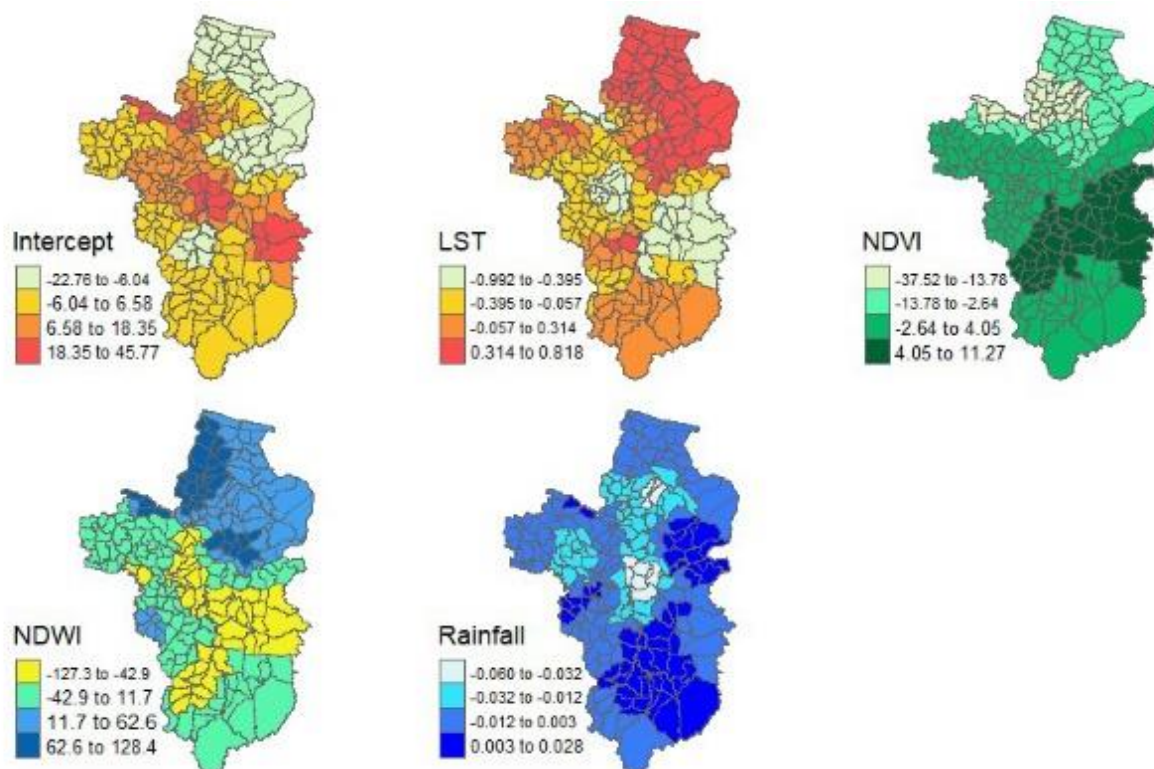 Intercept
-22.76 to -6.04
-6.04 to 6.58
6.58 to 18.35
18.35 to 45.77
LST
-0.992 to -0.395
-0.395 to -0.057
-0.057 to 0.314
0.314 to 0.818
NDVI
-37.52 to -13.78
-13.78 to -2.64
-2.64 to 4.05
4.05 to 11.27
NDWI
-127.3 to -42.9
-42.9 to 11.7
11.7 to 62.6
62.6 to 128.4
Rainfall
-0.060 to -0.032
-0.032 to -0.012
-0.012 to 0.003
0.003 to 0.028